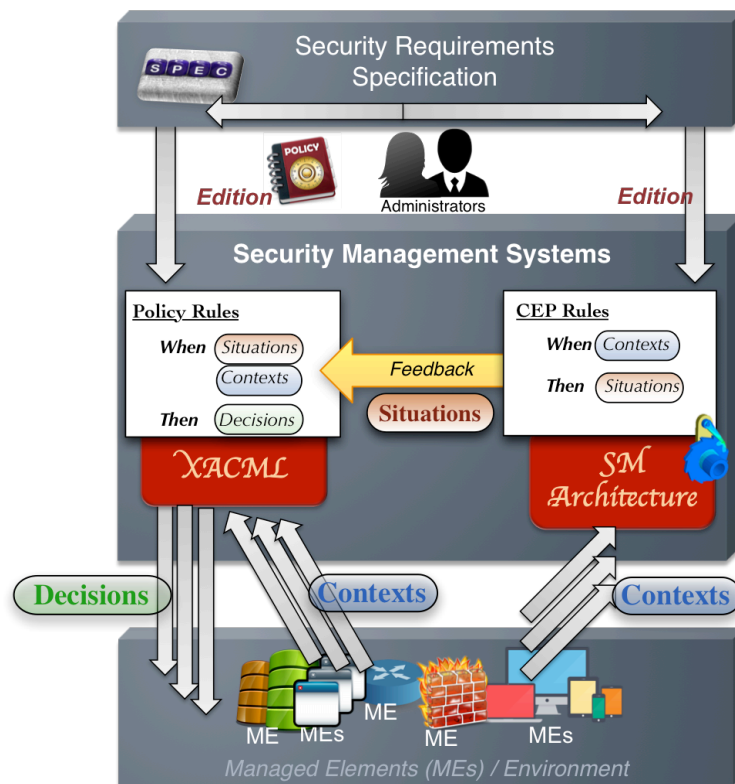 Security Requirements
Specification
SPEC
POLICY
Edition
Administrators
Edition
Security Management Systems
Policy Rules
When Situations
Contexts
Then Decisions
XACML
Feedback
Situations
CEP Rules
When Contexts
Then Situations
SM
Architecture
Decisions
Contexts
Contexts
ME
MEs
ME
ME
MEs
Managed Elements (MEs) / Environment